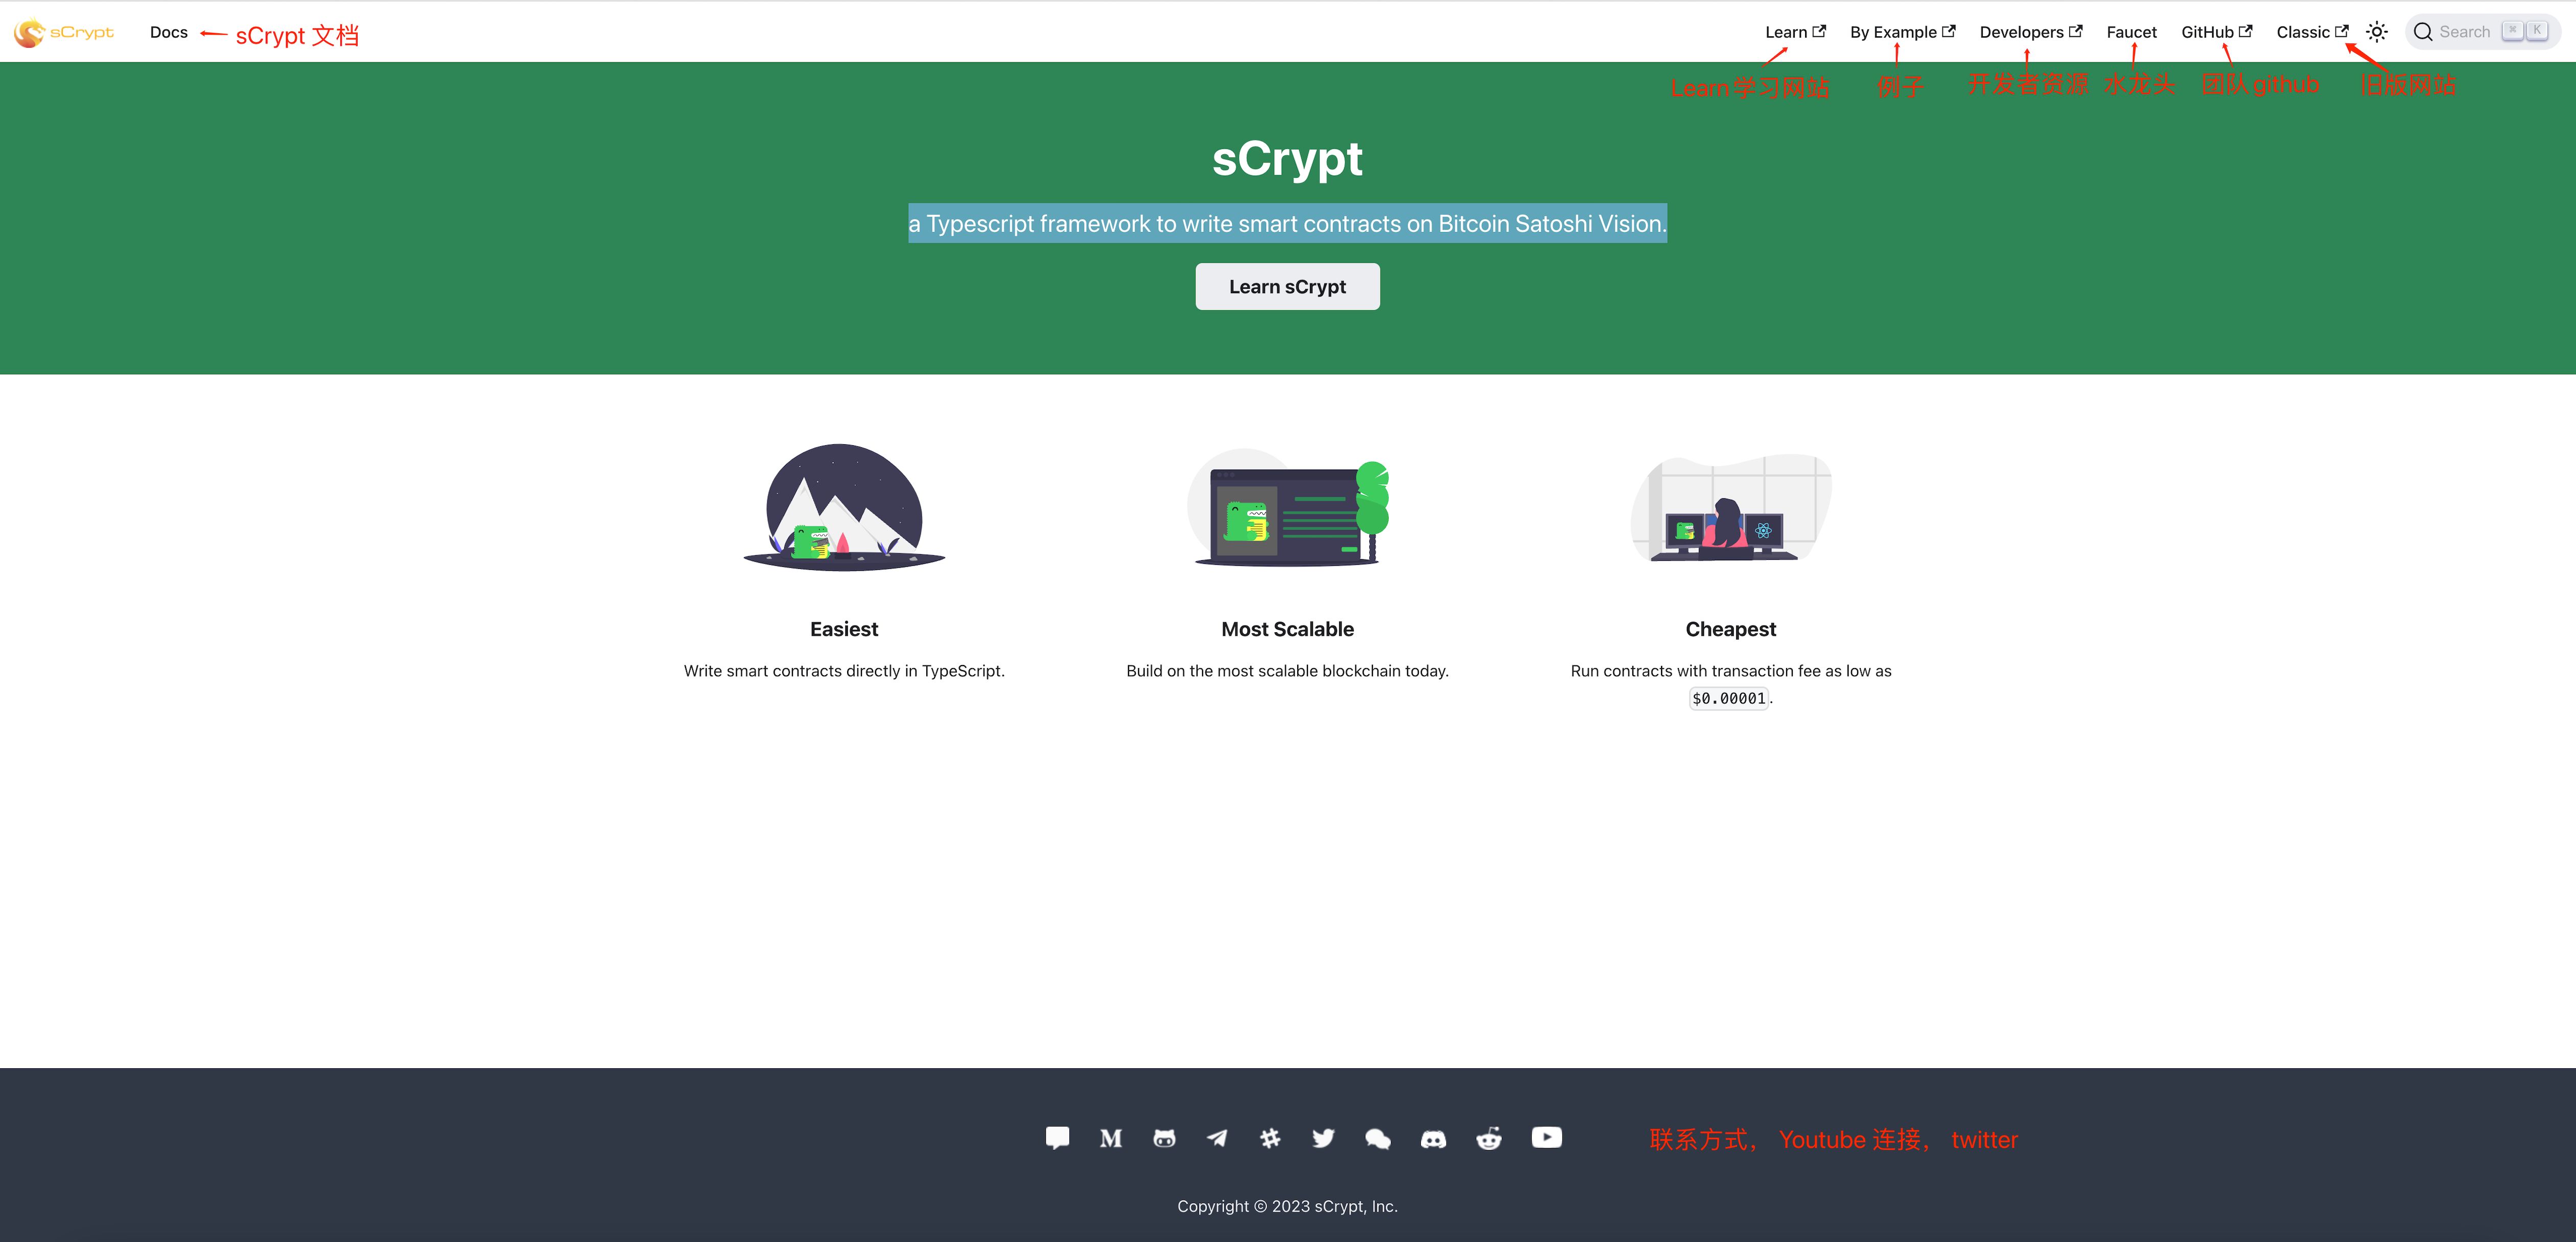 sCrypt
Docs
sCrypt 文档
Learn By Example Developers Faucet GitHub Classic Search ⌘ K
Learn 学习网站 例子 开发者资源 水龙头 团队 github 旧版网站
sCrypt
a Typescript framework to write smart contracts on Bitcoin Satoshi Vision.
Learn sCrypt
Easiest
Write smart contracts directly in TypeScript.
Most Scalable
Build on the most scalable blockchain today.
Cheapest
Run contracts with transaction fee as low as
$0.00001.
联系方式， Youtube 连接， twitter
Copyright © 2023 sCrypt, Inc.